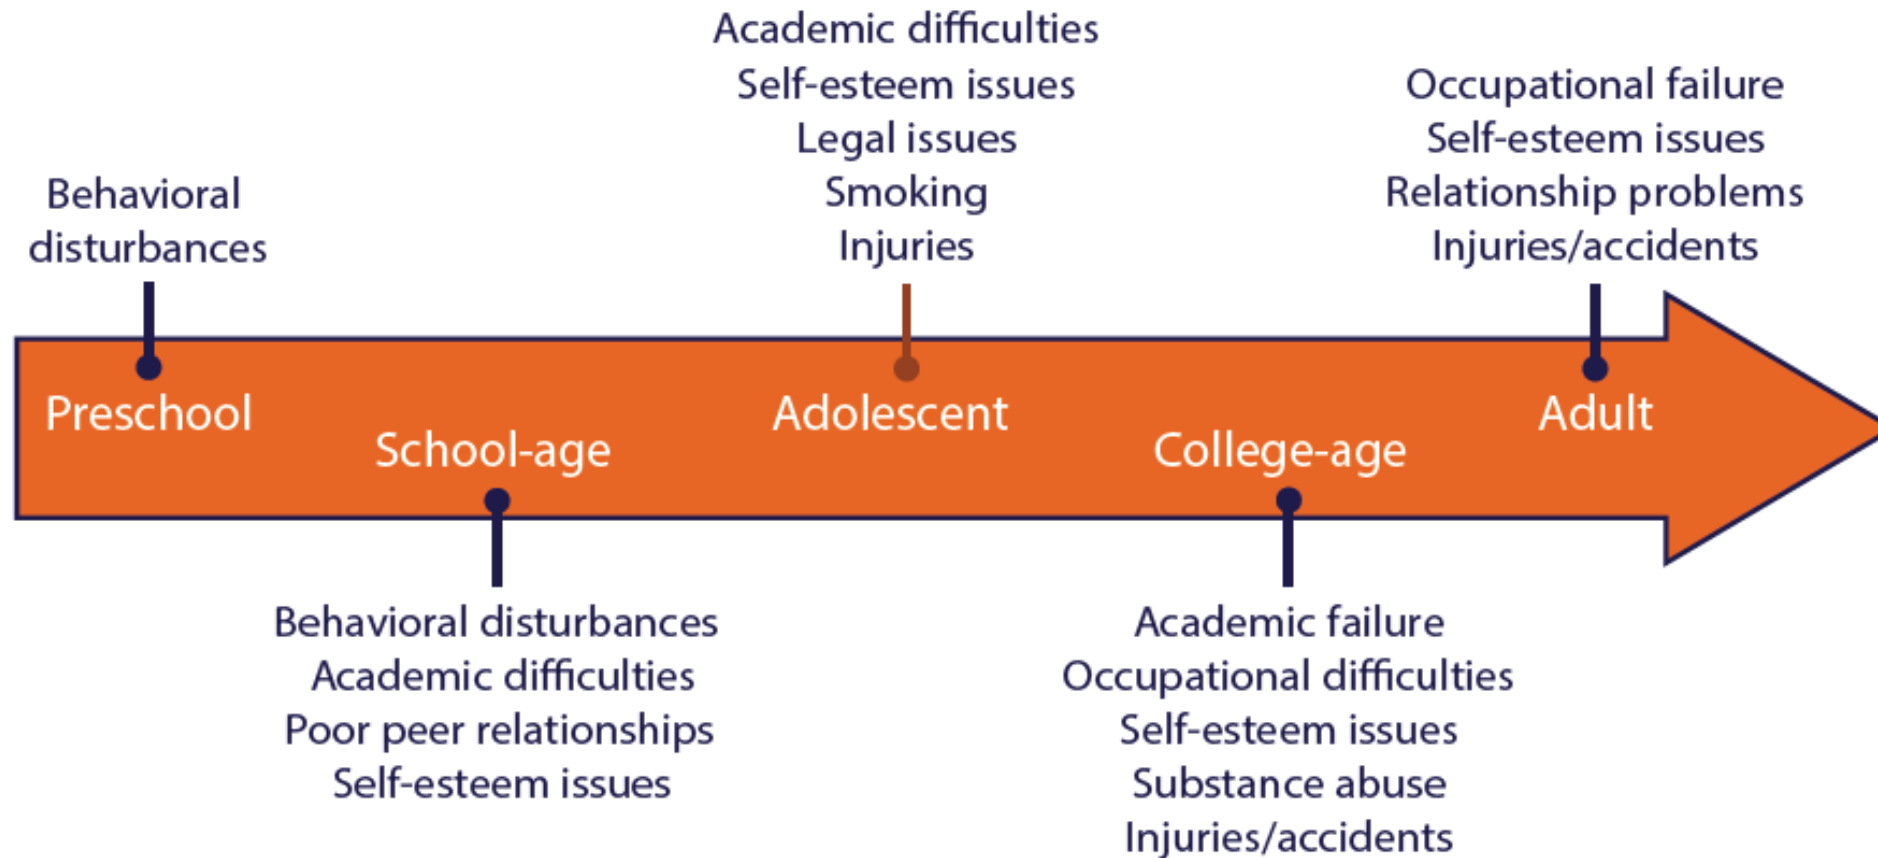 Behavioral
disturbances
Preschool
School-age
Behavioral disturbances
Academic difficulties
Poor peer relationships
Self-esteem issues
Academic difficulties
Self-esteem issues
Legal issues
Smoking
Injuries
Adolescent
College-age
Academic failure
Occupational difficulties
Self-esteem issues
Substance abuse
Injuries/accidents
Occupational failure
Self-esteem issues
Relationship problems
Injuries/accidents
Adult